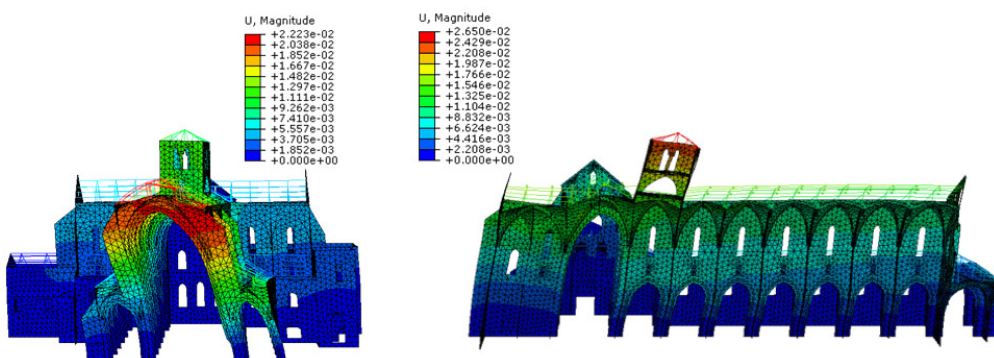 U, Magnitude
+2.223e-02
+2.038e-02
+1.852e-02
+1.667e-02
+1.482e-02
+1.297e-02
+1.111e-02
+9.262e-03
+7.410e-03
+5.557e-03
+3.705e-03
+1.852e-03
+0.000e+00
U, Magnitude
+2.650e-02
+2.429e-02
+2.208e-02
+1.987e-02
+1.766e-02
+1.546e-02
+1.325e-02
+1.104e-02
+8.832e-03
+6.624e-03
+4.416e-03
+2.208e-03
+0.000e+00